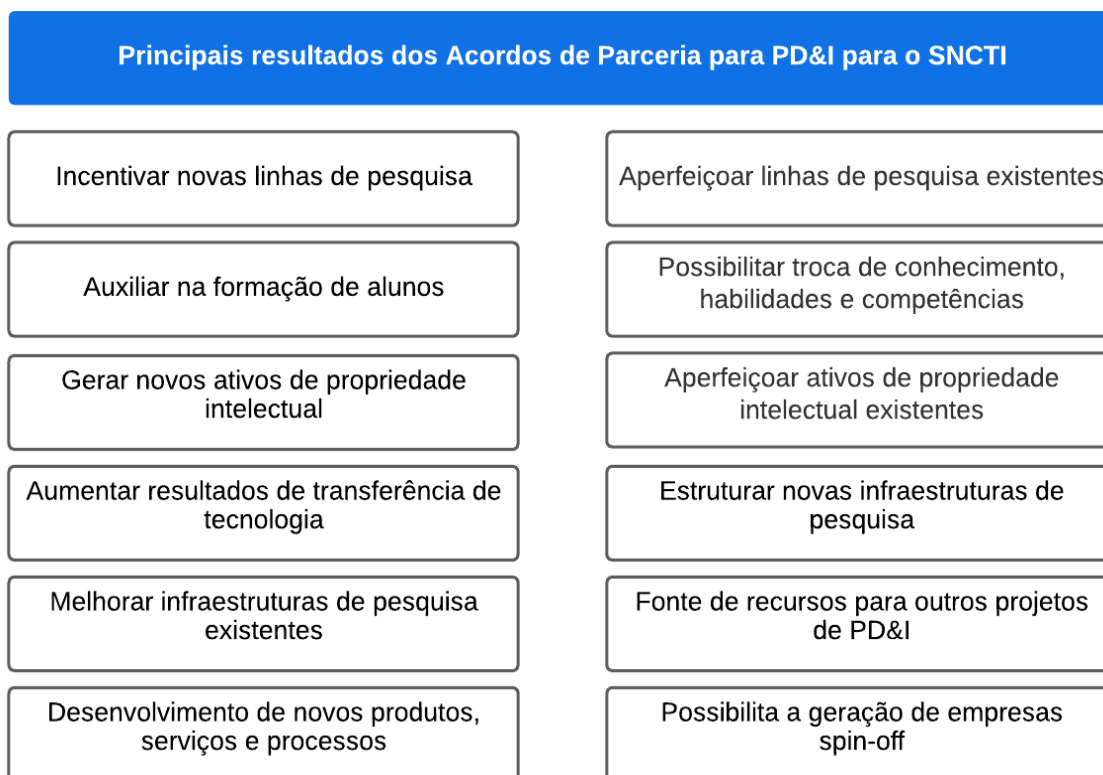 Principais resultados dos Acordos de Parceria para PD&I para o SNCTI
Incentivar novas linhas de pesquisa
Aperfeiçoar linhas de pesquisa existentes
Auxiliar na formação de alunos
Possibilitar troca de conhecimento,
habilidades e competências
Gerar novos ativos de propriedade
intelectual
Aperfeiçoar ativos de propriedade
intelectual existentes
Aumentar resultados de transferência de
tecnologia
Estruturar novas infraestruturas de
pesquisa
Melhorar infraestruturas de pesquisa
existentes
Fonte de recursos para outros projetos
de PD&I
Desenvolvimento de novos produtos,
serviços e processos
Possibilita a geração de empresas
spin-off